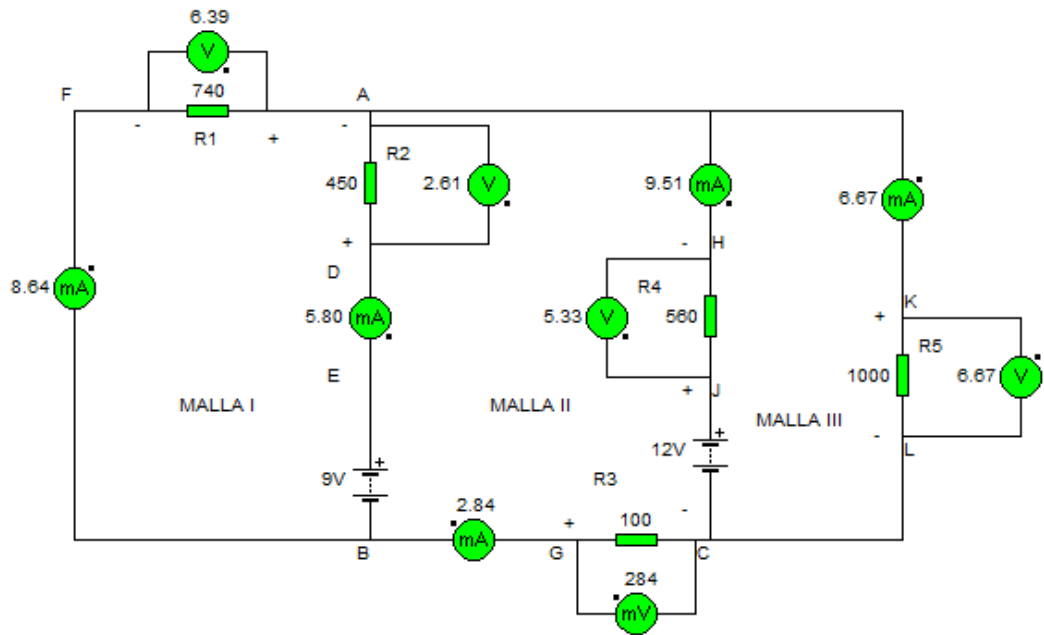 6.39
V
F
740
A
- R1 +
-
R2
450
2.61
V
9.51
mA
6.67
mA
+
D
- H
8.64
mA
5.80
mA
5.33
V
R4
560
K
+
R5
1000
6.67
V
E
+ J
MALLA I
MALLA II
MALLA III
- L
12V
+
9V
+
R3
2.84
mA
B
+
G
100
-
C
284
mV